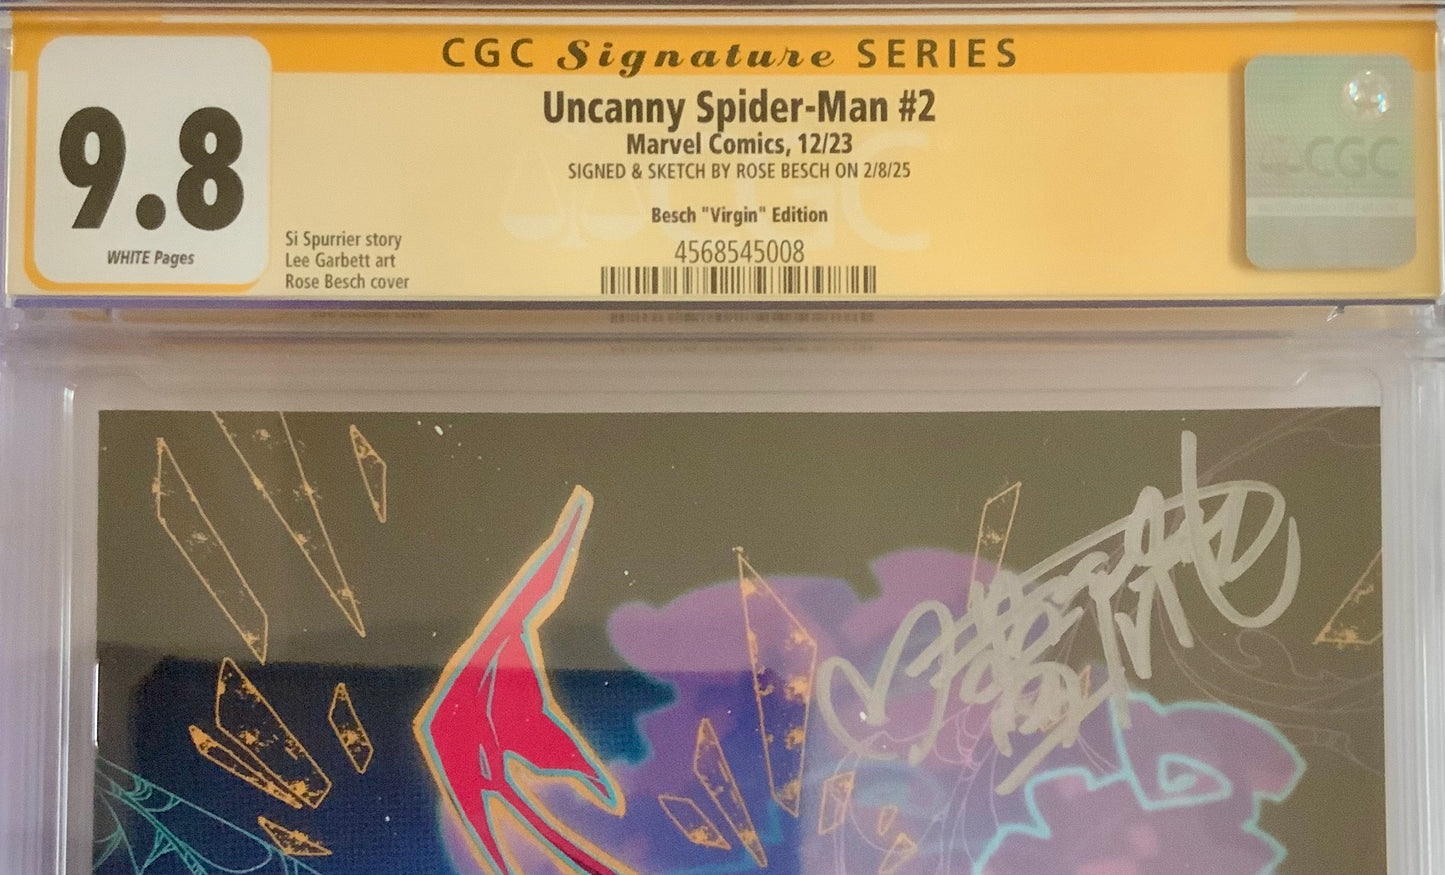 CGC Signature SERIES
9.8
WHITE Pages
Uncanny Spider-Man #2
Marvel Comics, 12/23
SIGNED & SKETCH BY ROSE BESCH ON 2/8/25
Besch "Virgin" Edition
4568545008
Si Spurrier story
Lee Garbett art
Rose Besch cover
CGC
CGC